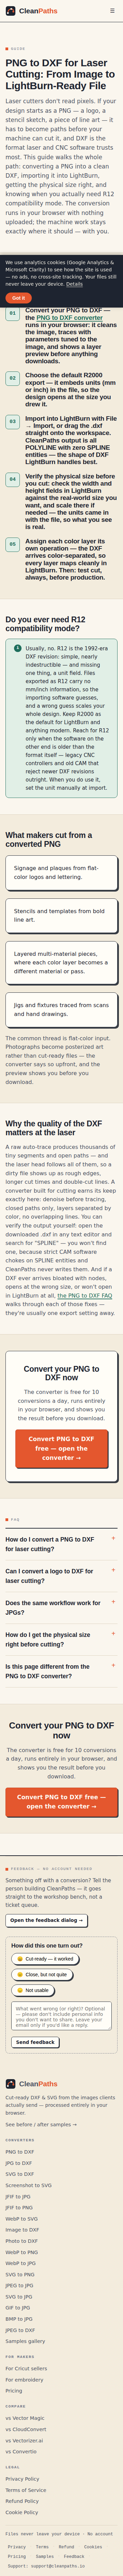 CleanPaths
☰
GUIDE
PNG to DXF for Laser
Cutting: From Image to
LightBurn-Ready File
Laser cutters don't read pixels. If your
design starts as a PNG — a logo, a
cleaned-up sketch, a piece of line art — it
has to become paths before your
machine can cut it, and DXF is the
format laser and CNC software trusts
most. This guide walks the whole
path: converting a PNG into a clean
DXF, importing it into LightBurn,
getting the physical size right, and
knowing when you actually need R12
compatibility mode. The conversion
runs in your browser with nothing
uploaded; the machine work stays
exactly where it should — with you.
We use analytics cookies (Google Analytics &
Microsoft Clarity) to see how the site is used
— no ads, no cross-site tracking. Your files still
never leave your device. Details
Got it
01
Convert your PNG to DXF —
the PNG to DXF converter
runs in your browser: it cleans
the image, traces with
parameters tuned to the
image, and shows a layer
preview before anything
downloads.
02
Choose the default R2000
export — it embeds units (mm
or inch) in the file, so the
design opens at the size you
drew it.
03
Import into LightBurn with File
→ Import, or drag the .dxf
straight onto the workspace.
CleanPaths output is all
POLYLINE with zero SPLINE
entities — the shape of DXF
LightBurn handles best.
04
Verify the physical size before
you cut: check the width and
height fields in LightBurn
against the real-world size you
want, and scale there if
needed — the units came in
with the file, so what you see
is real.
05
Assign each color layer its
own operation — the DXF
arrives color-separated, so
every layer maps cleanly in
LightBurn. Then: test cut,
always, before production.
Do you ever need R12
compatibility mode?
Usually, no. R12 is the 1992-era
DXF revision: simple, nearly
indestructible — and missing
one thing, a unit field. Files
exported as R12 carry no
mm/inch information, so the
receiving software guesses,
and a wrong guess scales your
whole design. Keep R2000 as
the default for LightBurn and
anything modern. Reach for R12
only when the software on the
other end is older than the
format itself — legacy CNC
controllers and old CAM that
reject newer DXF revisions
outright. When you do use it,
set the unit manually at import.
What makers cut from a
converted PNG
Signage and plaques from flat-
color logos and lettering.
Stencils and templates from bold
line art.
Layered multi-material pieces,
where each color layer becomes a
different material or pass.
Jigs and fixtures traced from scans
and hand drawings.
The common thread is flat-color input.
Photographs become posterized art
rather than cut-ready files — the
converter says so upfront, and the
preview shows you before you
download.
Why the quality of the DXF
matters at the laser
A raw auto-trace produces thousands of
tiny segments and open paths — and
the laser head follows all of them, so a
noisy file shows up as rough edges,
longer cut times and double-cut lines. A
converter built for cutting earns its keep
exactly here: denoise before tracing,
closed paths only, layers separated by
color, no overlapping lines. You can
verify the output yourself: open the
downloaded .dxf in any text editor and
search for "SPLINE" — you won't find
one, because strict CAM software
chokes on SPLINE entities and
CleanPaths never writes them. And if a
DXF ever arrives bloated with nodes,
opens at the wrong size, or won't open
in LightBurn at all, the PNG to DXF FAQ
walks through each of those fixes —
they're usually one export setting away.
Convert your PNG to
DXF now
The converter is free for 10
conversions a day, runs entirely
in your browser, and shows you
the result before you download.
Convert PNG to DXF
free — open the
converter →
FAQ
How do I convert a PNG to DXF
for laser cutting?
+
Can I convert a logo to DXF for
laser cutting?
+
Does the same workflow work for
JPGs?
+
How do I get the physical size
right before cutting?
+
Is this page different from the
PNG to DXF converter?
+
Convert your PNG to DXF
now
The converter is free for 10 conversions a
day, runs entirely in your browser, and
shows you the result before you
download.
Convert PNG to DXF free —
open the converter →
FEEDBACK — NO ACCOUNT NEEDED
Something off with a conversion? Tell the
person building CleanPaths — it goes
straight to the workshop bench, not a
ticket queue.
Open the feedback dialog →
How did this one turn out?
Cut-ready — it worked
Close, but not quite
Not usable
What went wrong (or right)? Optional
— please don't include personal info
you don't want to share. Leave your
email only if you'd like a reply.
Send feedback
CleanPaths
Cut-ready DXF & SVG from the images clients
actually send — processed entirely in your
browser.
See before / after samples →
CONVERTERS
PNG to DXF
JPG to DXF
SVG to DXF
Screenshot to SVG
JFIF to JPG
JFIF to PNG
WebP to SVG
Image to DXF
Photo to DXF
WebP to PNG
WebP to JPG
SVG to PNG
JPEG to JPG
SVG to JPG
GIF to JPG
BMP to JPG
JPEG to DXF
Samples gallery
FOR MAKERS
For Cricut sellers
For embroidery
Pricing
COMPARE
vs Vector Magic
vs CloudConvert
vs Vectorizer.ai
vs Convertio
LEGAL
Privacy Policy
Terms of Service
Refund Policy
Cookie Policy
Files never leave your device · No account
Privacy Terms Refund Cookies
Pricing Samples Feedback
Support: support@cleanpaths.io